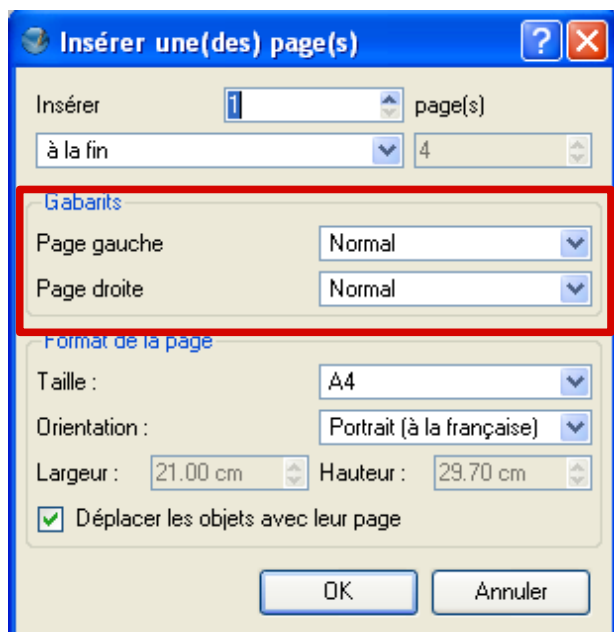 Insérer une(des) page(s)
Insérer 1 page(s)
à la fin 4
Gabarits
Page gauche Normal
Page droite Normal
Format de la page
Taille : A4
Orientation : Portrait (à la française)
Largeur : 21.00 cm Hauteur : 29.70 cm
Déplacer les objets avec leur page
OK Annuler